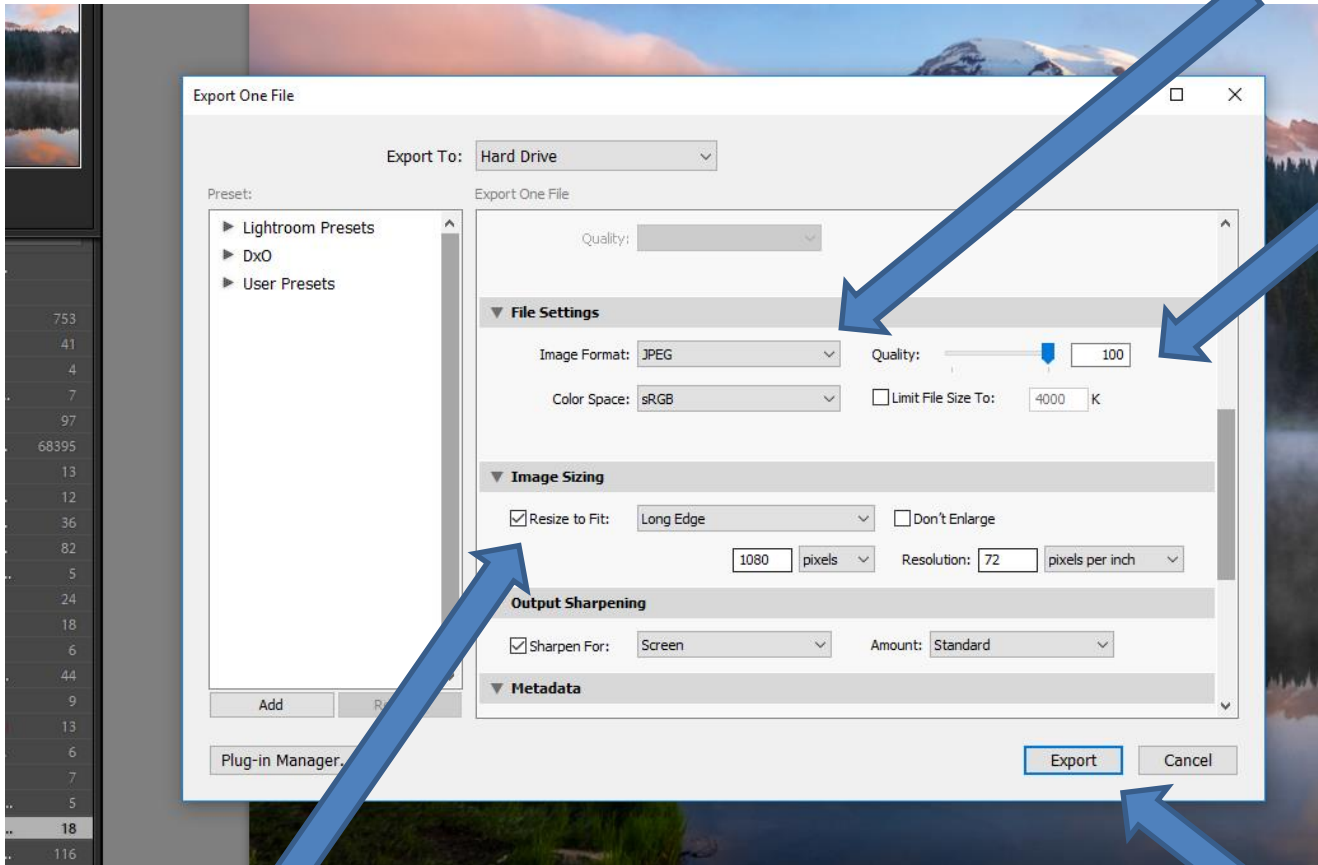 Export One File
Export To: Hard Drive
Preset:
Export One File
Lightroom Presets
DxO
User Presets
Quality:
File Settings
Image Format: JPEG Quality: 100
Color Space: sRGB Limit File Size To: 4000 K
Image Sizing
Resize to Fit: Long Edge Don't Enlarge
1080 pixels Resolution: 72 pixels per inch
Output Sharpening
Sharpen For: Screen Amount: Standard
Metadata
Add
Plug-in Manager.
Export Cancel
753
41
4
7
97
68395
13
12
36
82
5
24
18
6
44
9
13
6
7
5
18
116